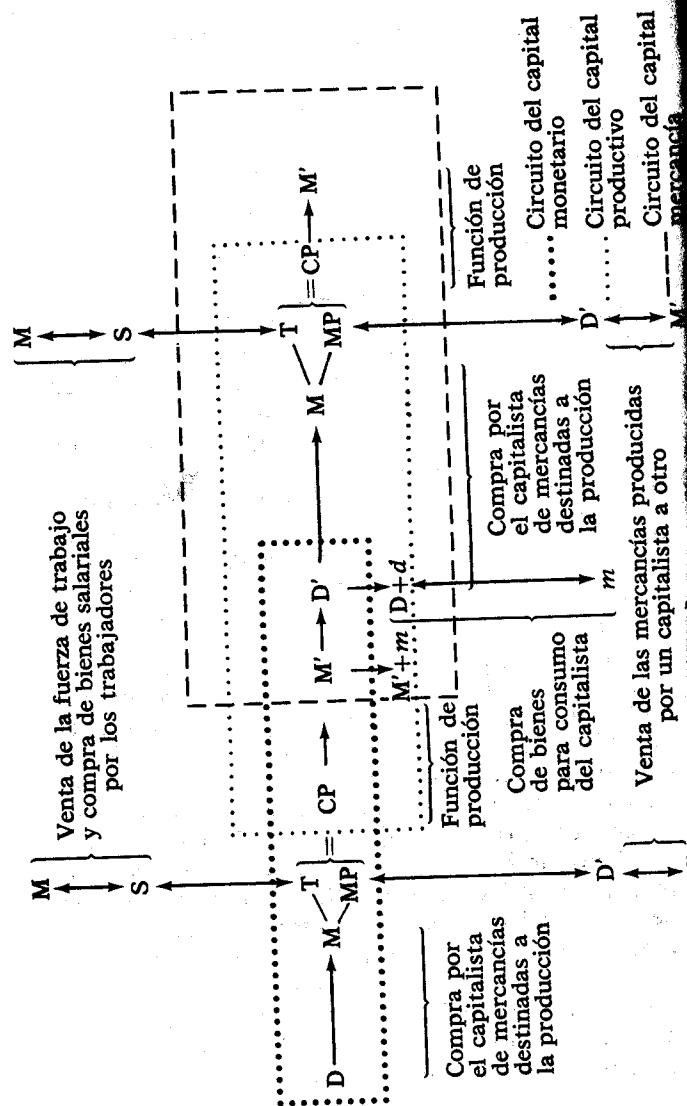 M
S
Venta de la fuerza de trabajo
y compra de bienes salariales
por los trabajadores
M
S
D → M
T
MP
= CP → M' → D' → M
T
MP
= CP → M'
M'+m
D+d
Compra por
el capitalista
de mercancías
destinadas a
la producción
Función de
producción
Compra
de bienes
para consumo
del capitalista
m
Compra por
el capitalista
de mercancías
destinadas a
la producción
Función de
producción
D'
Venta de las mercancías producidas
por un capitalista a otro
D'
M'
Circuito del capital
monetario
Circuito del capital
productivo
Circuito del capital
mercancía